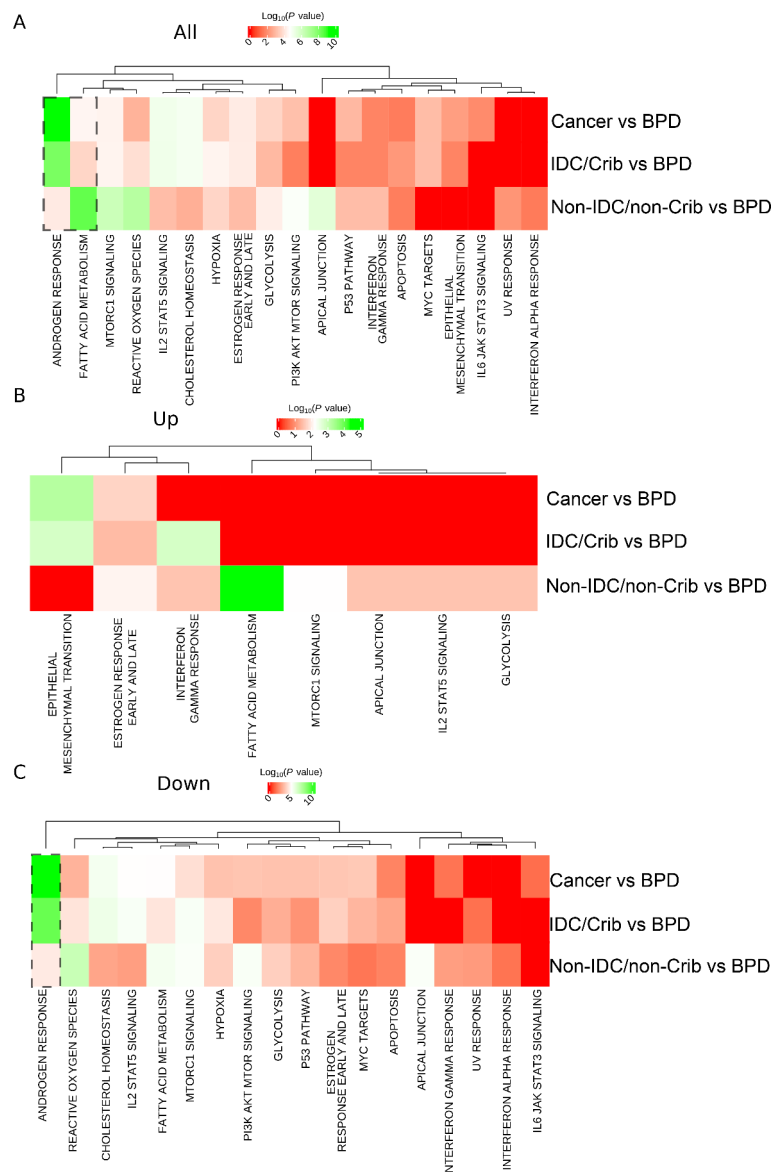 A
All
Log10(P value)
0 2 4 6 8 10
Cancer vs BPD
IDC/Crib vs BPD
Non-IDC/non-Crib vs BPD
ANDROGEN RESPONSE
FATTY ACID METABOLISM
MTORC1 SIGNALING
REACTIVE OXYGEN SPECIES
IL2 STAT5 SIGNALING
CHOLESTEROL HOMEOSTASIS
HYPOXIA
ESTROGEN RESPONSE
EARLY AND LATE
GLYCOLYSIS
PI3K AKT MTOR SIGNALING
APICAL JUNCTION
P53 PATHWAY
INTERFERON
GAMMA RESPONSE
APOPTOSIS
MYC TARGETS
EPITHELIAL
MESENCHYMAL TRANSITION
IL6 JAK STAT3 SIGNALING
UV RESPONSE
INTERFERON ALPHA RESPONSE
B
Up
Log10(P value)
0 1 2 3 4 5
Cancer vs BPD
IDC/Crib vs BPD
Non-IDC/non-Crib vs BPD
EPITHELIAL
MESENCHYMAL TRANSITION
ESTROGEN RESPONSE
EARLY AND LATE
INTERFERON
GAMMA RESPONSE
FATTY ACID METABOLISM
MTORC1 SIGNALING
APICAL JUNCTION
IL2 STAT5 SIGNALING
GLYCOLYSIS
C
Down
Log10(P value)
0 5 10
Cancer vs BPD
IDC/Crib vs BPD
Non-IDC/non-Crib vs BPD
ANDROGEN RESPONSE
REACTIVE OXYGEN SPECIES
CHOLESTEROL HOMEOSTASIS
IL2 STAT5 SIGNALING
FATTY ACID METABOLISM
MTORC1 SIGNALING
HYPOXIA
PI3K AKT MTOR SIGNALING
GLYCOLYSIS
P53 PATHWAY
ESTROGEN
RESPONSE EARLY AND LATE
MYC TARGETS
APOPTOSIS
APICAL JUNCTION
NTERFERON GAMMA RESPONSE
UV RESPONSE
INTERFERON ALPHA RESPONSE
IL6 JAK STAT3 SIGNALING